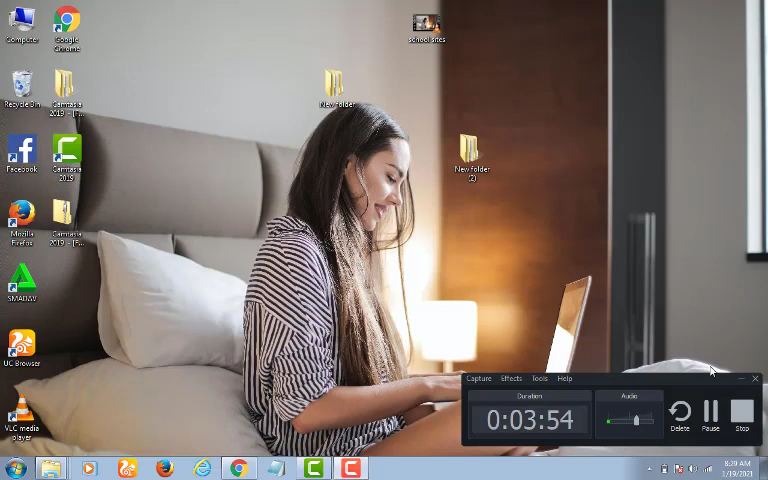 Computer
Google
Chrome
school sites
Recycle Bin
Camtasia
2019 - [F...
New folder
Facebook
Camtasia
2019
New folder
(2)
Mozilla
Firefox
Camtasia
2019 - [F...
SMADAV
UC Browser
VLC media
player
Capture Effects Tools Help
Duration
Audio
0:03:54
Delete
Pause
Stop
8:29 AM
1/19/2021